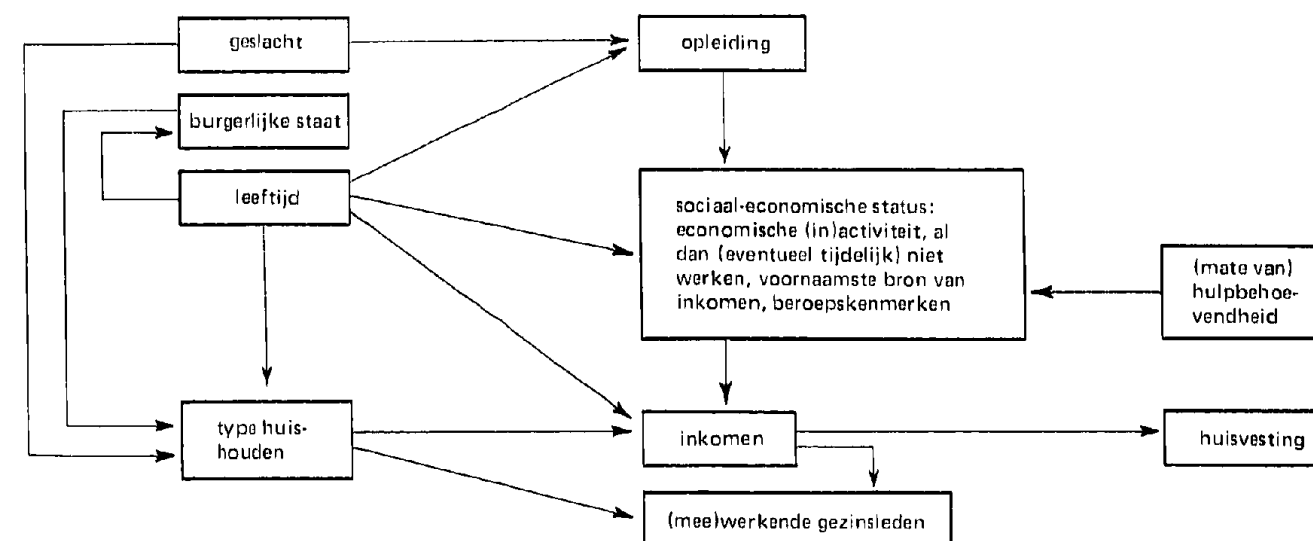 geslacht
opleiding
burgerlijke staat
leeftijd
sociaal-economische status:
economische (in)activiteit, al
dan (eventueel tijdelijk) niet
werken, voornaamste bron van
inkomen, beroepskenmerken
(mate van)
hulpbehoe-
vendheid
type huis-
houden
inkomen
huisvesting
(mee)werkende gezinsleden